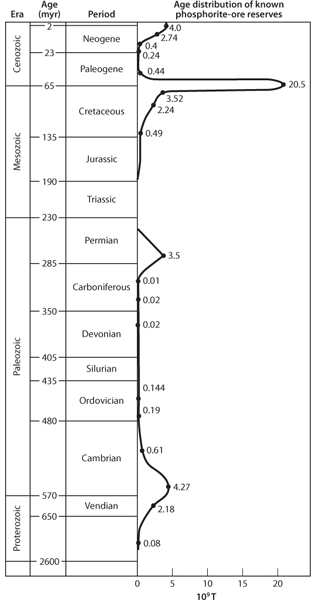 Age distribution of known
phosphorite-ore reserves
Era
Age
(myr)
Period
2
4.0
Cenozoic
Neogene
2.74
0.4
23
0.24
Paleogene
0.44
65
20.5
3.52
Mesozoic
Cretaceous
2.24
135
0.49
Jurassic
190
Triassic
230
Paleozoic
Permian
3.5
285
Carboniferous
0.01
0.02
350
0.02
Devonian
405
Silurian
435
0.144
Ordovician
0.19
480
0.61
Cambrian
4.27
570
Proterozoic
Vendian
2.18
650
0.08
2600
0 5 10 15 20
10⁹ T